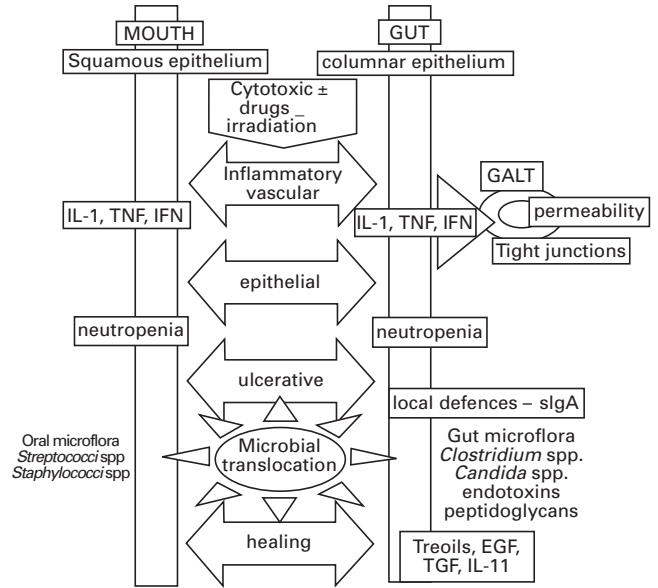 MOUTH
GUT
Squamous epithelium
columnar epithelium
Cytotoxic ±
drugs _
irradiation
Inflammatory
vascular
GALT
IL-1, TNF, IFN
IL-1, TNF, IFN
permeability
Tight junctions
epithelial
neutropenia
neutropenia
ulcerative
local defences – sIgA
Oral microflora
Streptococci spp
Staphylococci spp
Microbial
translocation
Gut microflora
Clostridium spp.
Candida spp.
endotoxins
peptidoglycans
healing
Treoils, EGF,
TGF, IL-11